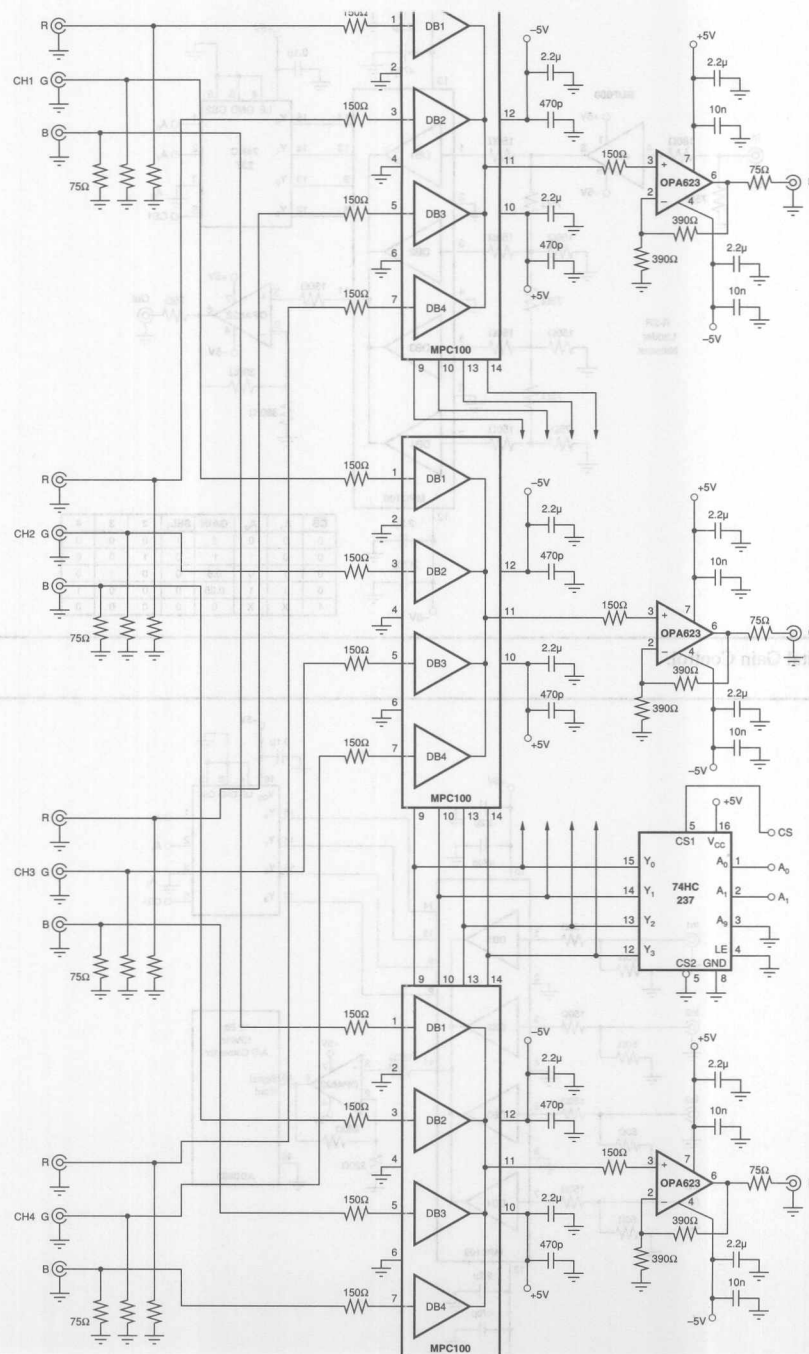 R
CH1 G
B
75Ω
150Ω
1
DB1
2
150Ω
3
DB2
4
150Ω
5
DB3
6
150Ω
7
DB4
MPC100
9 10 13 14
12
11
10
–5V
2.2µ
470p
2.2µ
470p
+5V
150Ω
+5V
2.2µ
10n
3
+
7
OPA623
6
75Ω
2
–
4
390Ω
390Ω
2.2µ
10n
–5V
R
CH2 G
B
75Ω
150Ω
1
DB1
2
150Ω
3
DB2
4
150Ω
5
DB3
6
150Ω
7
DB4
MPC100
9 10 13 14
12
11
10
–5V
2.2µ
470p
2.2µ
470p
+5V
150Ω
+5V
2.2µ
10n
3
+
7
OPA623
6
75Ω
2
–
4
390Ω
390Ω
2.2µ
10n
–5V
R
CH3 G
B
75Ω
+5V
5
16
CS
CS1
VCC
15 Y0
A0 1 A0
14 Y1
A1 2 A1
74HC
237
13 Y2
A9 3
12 Y3
LE 4
CS2 GND
5
8
9 10 13 14
R
CH4 G
B
75Ω
150Ω
1
DB1
2
150Ω
3
DB2
4
150Ω
5
DB3
6
150Ω
7
DB4
MPC100
12
11
10
–5V
2.2µ
470p
2.2µ
470p
+5V
150Ω
+5V
2.2µ
10n
3
+
7
OPA623
6
75Ω
2
–
4
390Ω
390Ω
2.2µ
10n
–5V